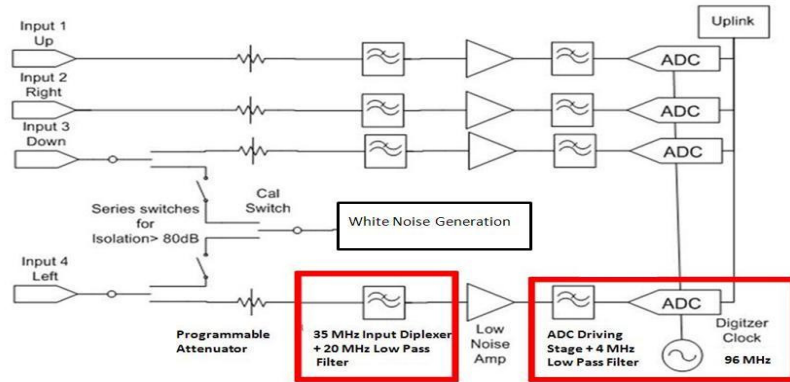 Input 1
Up
Uplink
ADC
Input 2
Right
ADC
Input 3
Down
ADC
Series switches
for
Isolation> 80dB
Cal
Switch
White Noise Generation
Input 4
Left
ADC
Programmable
Attenuator
35 MHz Input Diplexer
+ 20 MHz Low Pass
Filter
Low
Noise
Amp
ADC Driving
Stage + 4 MHz
Low Pass Filter
Digitzer
Clock
96 MHz